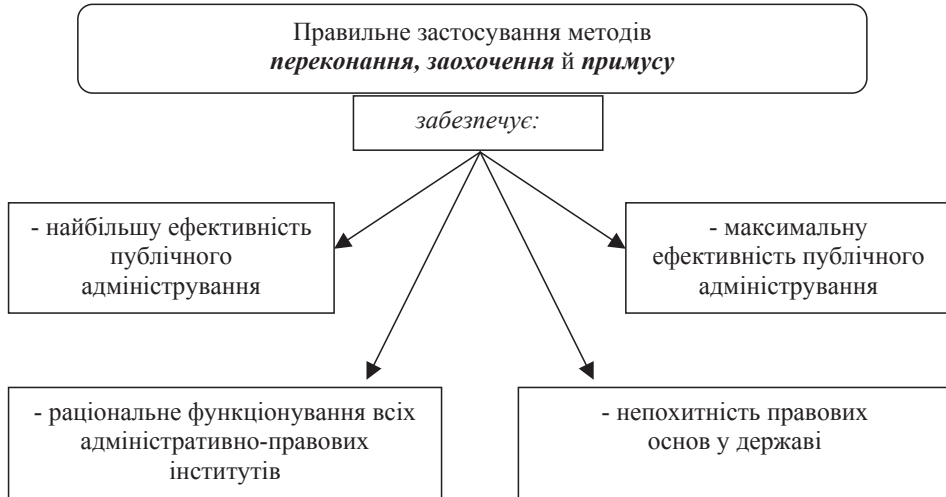 Правильне застосування методів
переконання, заохочення й примусу
забезпечує:
- найбільшу ефективність
публічного
адміністрування
- максимальну
ефективність публічного
адміністрування
- раціональне функціонування всіх
адміністративно-правових
інститутів
- непохитність правових
основ у державі